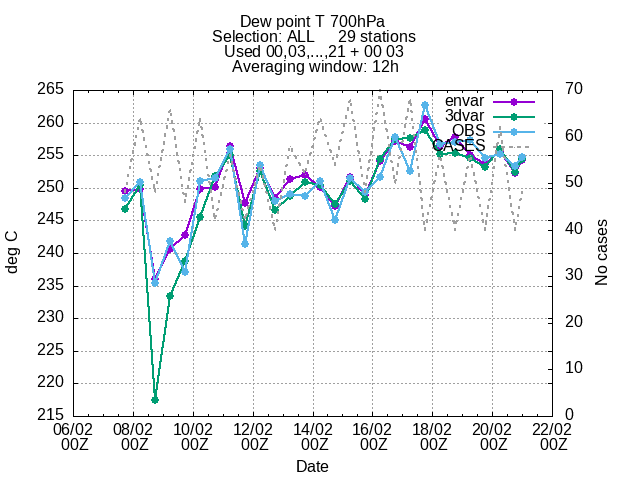 Dew point T 700hPa
Selection: ALL 29 stations
Used 00,03,...,21 + 00 03
Averaging window: 12h
envar
3dvar
OBS
CASES
265
260
255
250
245
240
235
230
225
220
215
deg C
70
60
50
40
30
20
10
0
No cases
06/02 08/02 10/02 12/02 14/02 16/02 18/02 20/02 22/02
00Z 00Z 00Z 00Z 00Z 00Z 00Z 00Z 00Z
Date